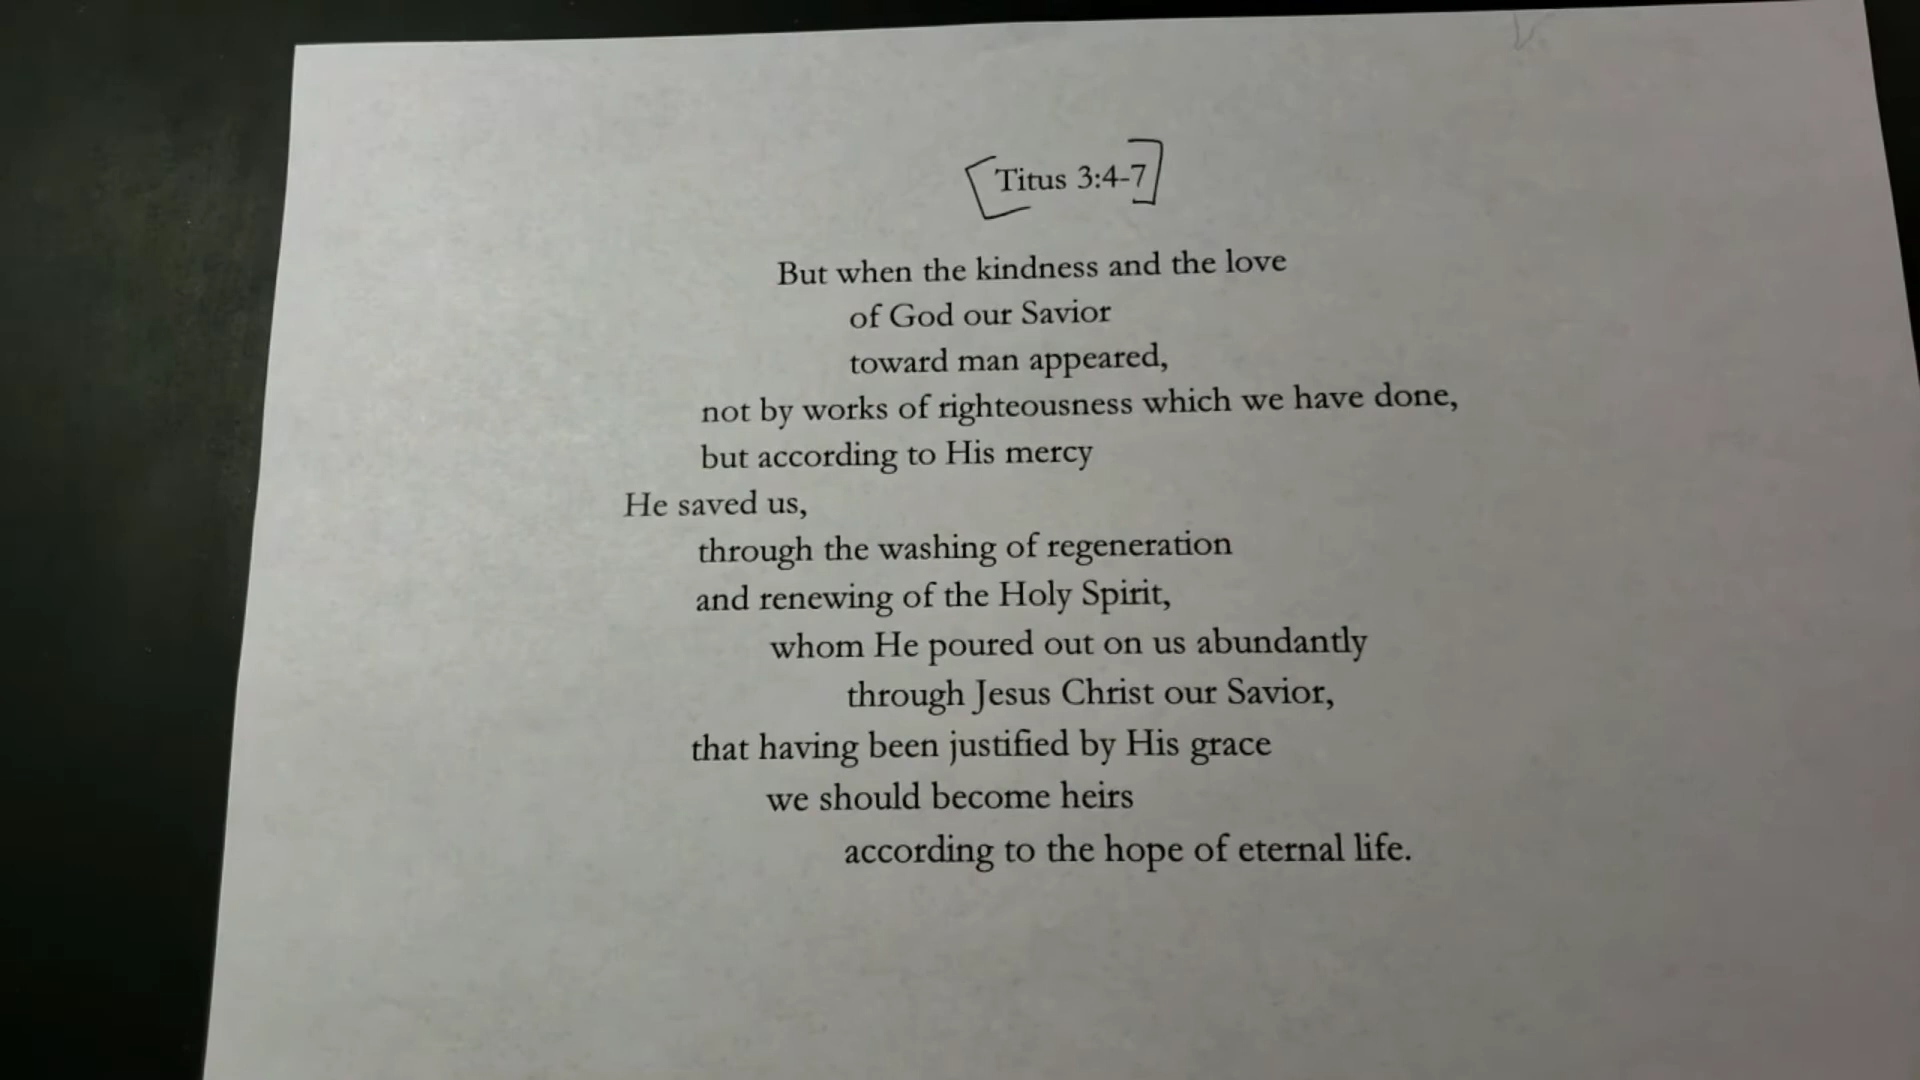 Titus 3:4-7
But when the kindness and the love
of God our Savior
toward man appeared,
not by works of righteousness which we have done,
but according to His mercy
He saved us,
through the washing of regeneration
and renewing of the Holy Spirit,
whom He poured out on us abundantly
through Jesus Christ our Savior,
that having been justified by His grace
we should become heirs
according to the hope of eternal life.